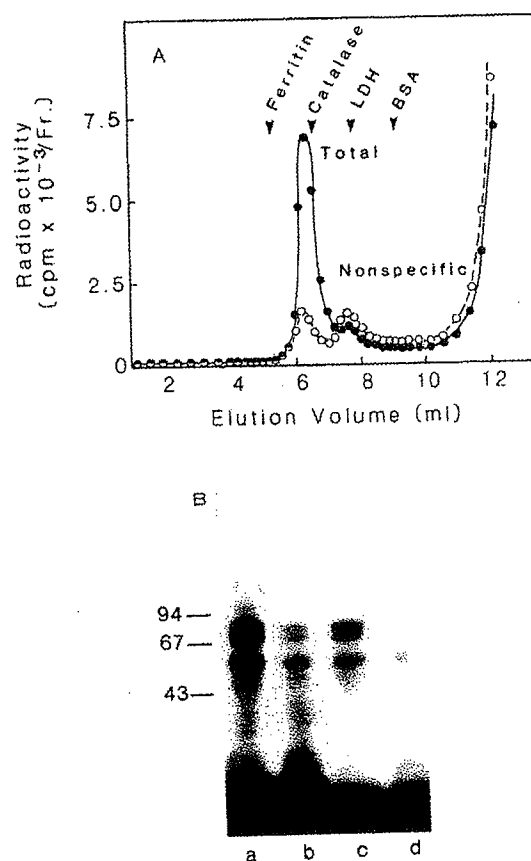 A
Ferritin
Catalase
LDH
BSA
Total
Nonspecific
Radioactivity
(cpm x 10⁻³/Fr.)
7.5
5.0
2.5
0
2 4 6 8 10 12
Elution Volume (ml)
B
94
67
43
a b c d